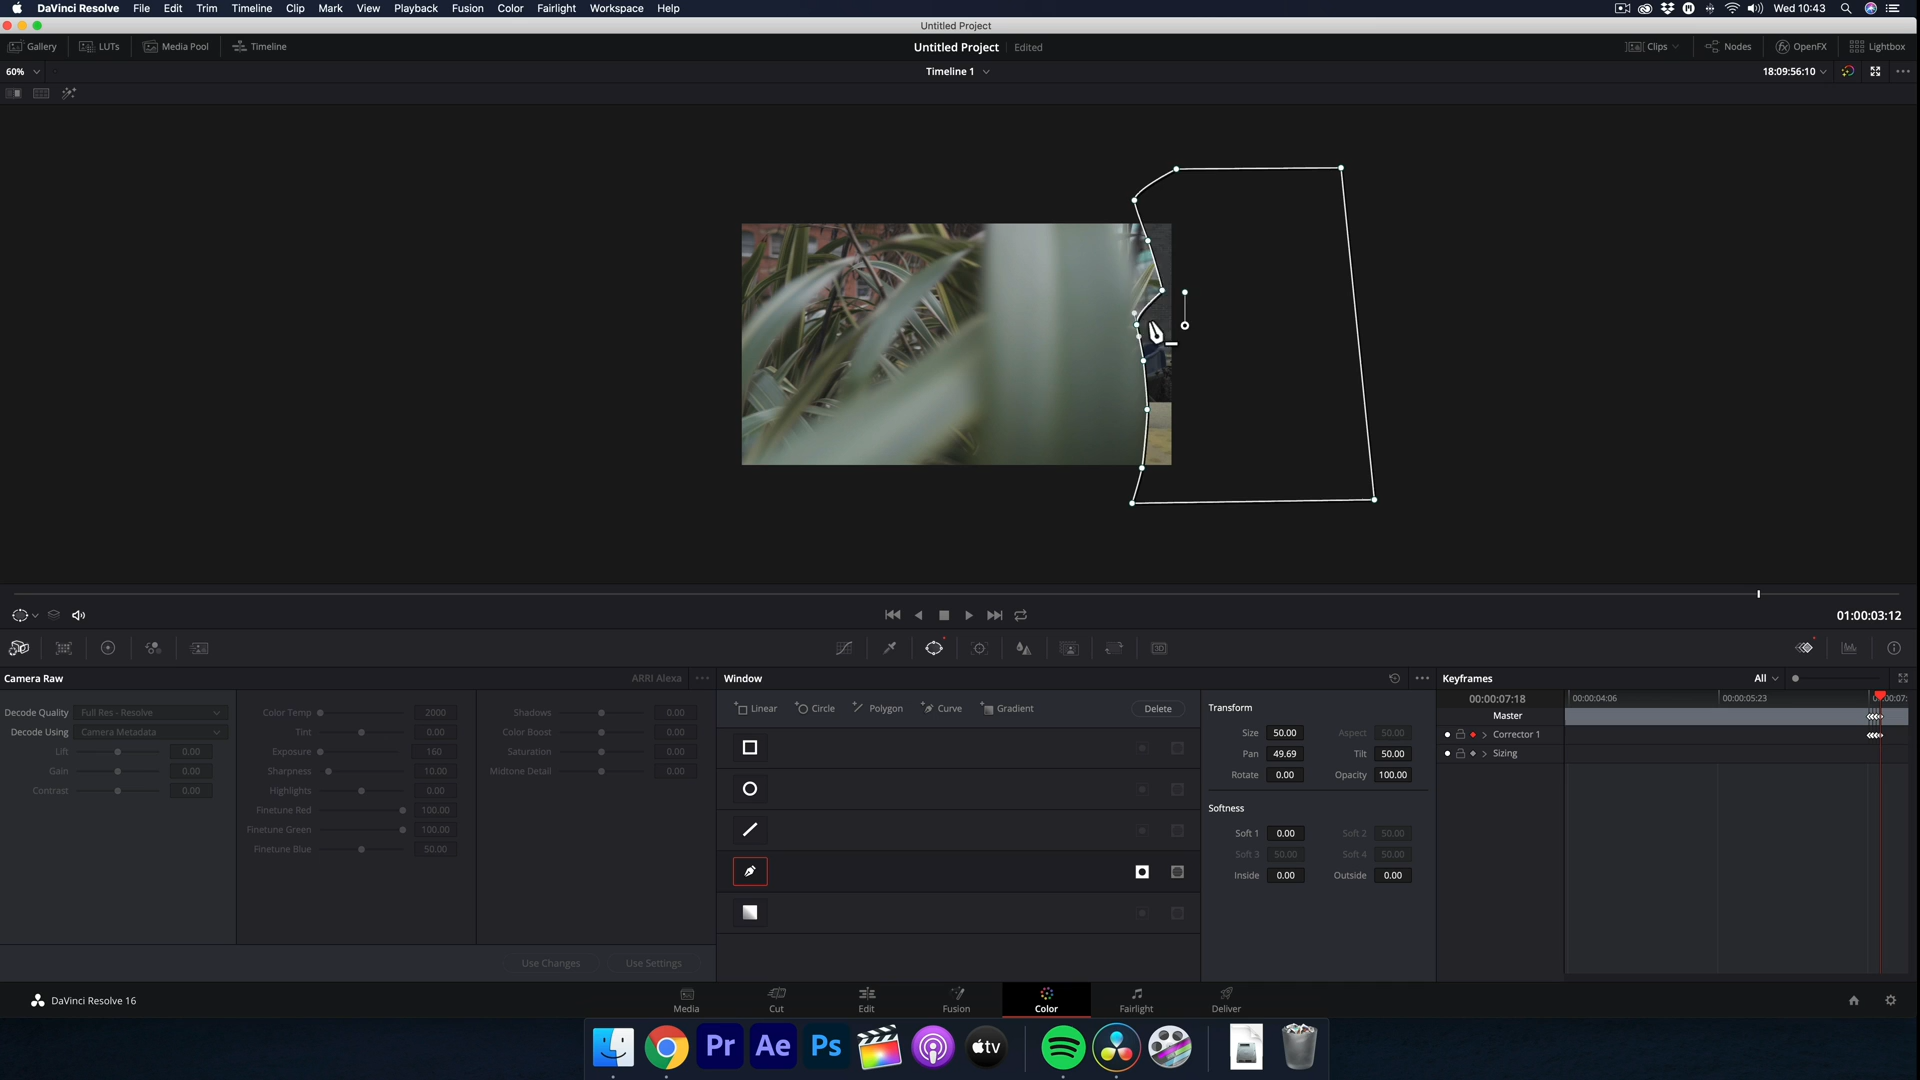 DaVinci Resolve File Edit Trim Timeline Clip Mark View Playback Fusion Color Fairlight Workspace Help Wed 10:43
Untitled Project
Gallery LUTs Media Pool Timeline Untitled Project Edited Clips Nodes OpenFX Lightbox
60% Timeline 1 18:09:56:10
01:00:03:12
3D
Camera Raw ARRI Alexa
Decode Quality Full Res - Resolve
Decode Using Camera Metadata
Lift 0.00
Gain 0.00
Contrast 0.00
Color Temp 2000
Tint 0.00
Exposure 160
Sharpness 10.00
Highlights 0.00
Finetune Red 100.00
Finetune Green 100.00
Finetune Blue 50.00
Shadows 0.00
Color Boost 0.00
Saturation 0.00
Midtone Detail 0.00
Use Changes Use Settings
Window
Linear Circle Polygon Curve Gradient Delete
Transform
Size 50.00 Aspect 50.00
Pan 49.69 Tilt 50.00
Rotate 0.00 Opacity 100.00
Softness
Soft 1 0.00 Soft 2 50.00
Soft 3 50.00 Soft 4 50.00
Inside 0.00 Outside 0.00
Keyframes All
00:00:07:18 00:00:04:06 00:00:05:23
Master
Corrector 1
Sizing
DaVinci Resolve 16
Media Cut Edit Fusion Color Fairlight Deliver
Pr Ae Ps tv